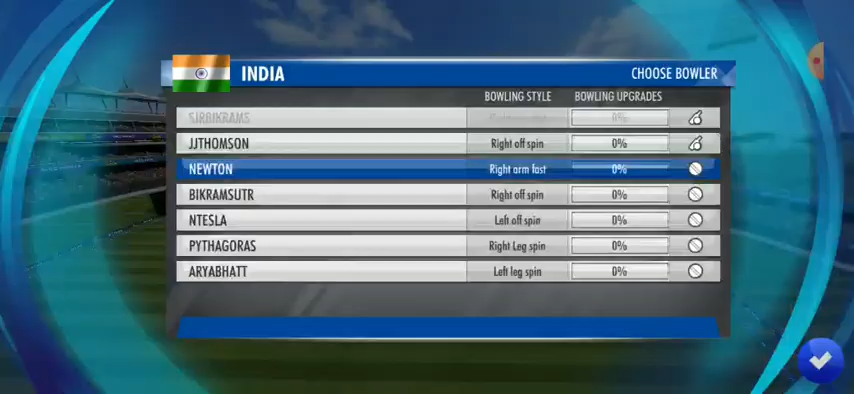 INDIA
CHOOSE BOWLER
BOWLING STYLE BOWLING UPGRADES
SJRBIKRAMS 0%
JJTHOMSON Right off spin 0%
NEWTON Right arm fast 0%
BIKRAMSUTR Right off spin 0%
NTESLA Left off spin 0%
PYTHAGORAS Right Leg spin 0%
ARYABHATT Left leg spin 0%